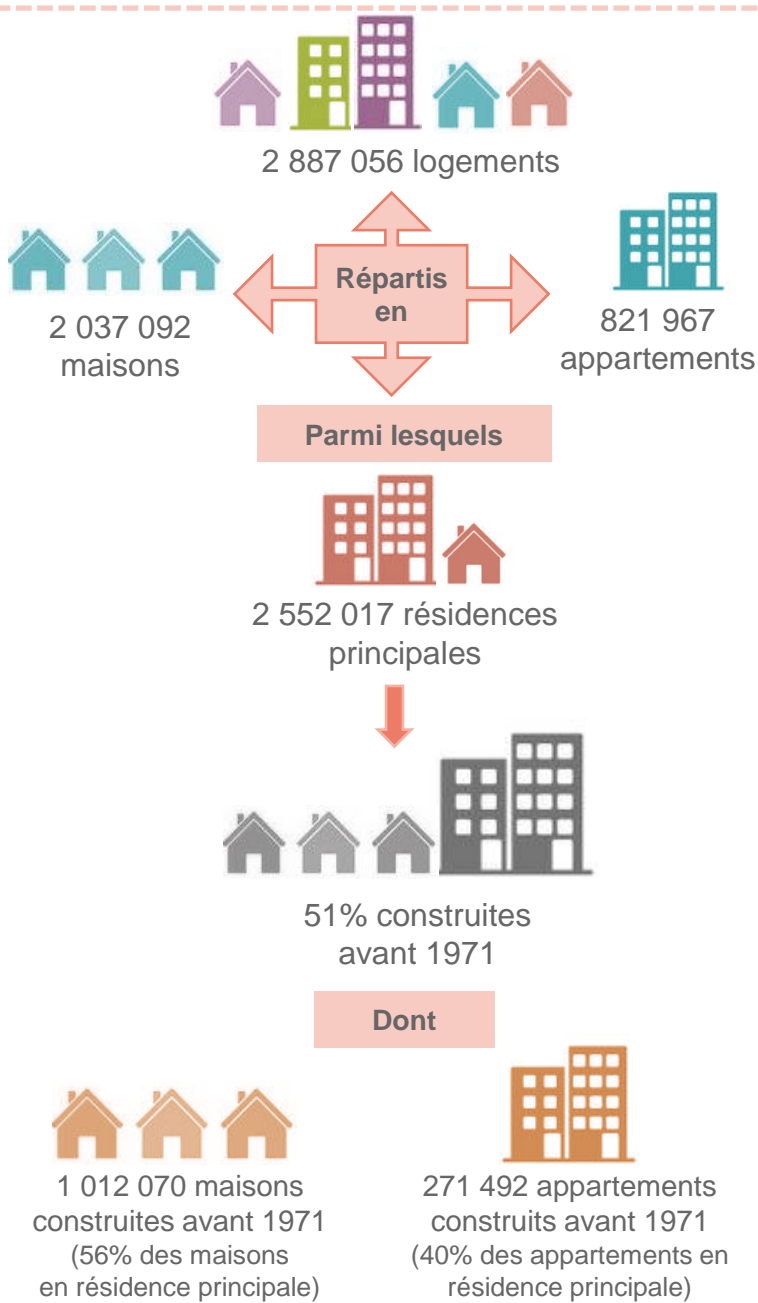 2 887 056 logements
Répartis
en
2 037 092
maisons
821 967
appartements
Parmi lesquels
2 552 017 résidences
principales
51% construites
avant 1971
Dont
1 012 070 maisons
construites avant 1971
(56% des maisons
en résidence principale)
271 492 appartements
construits avant 1971
(40% des appartements en
résidence principale)